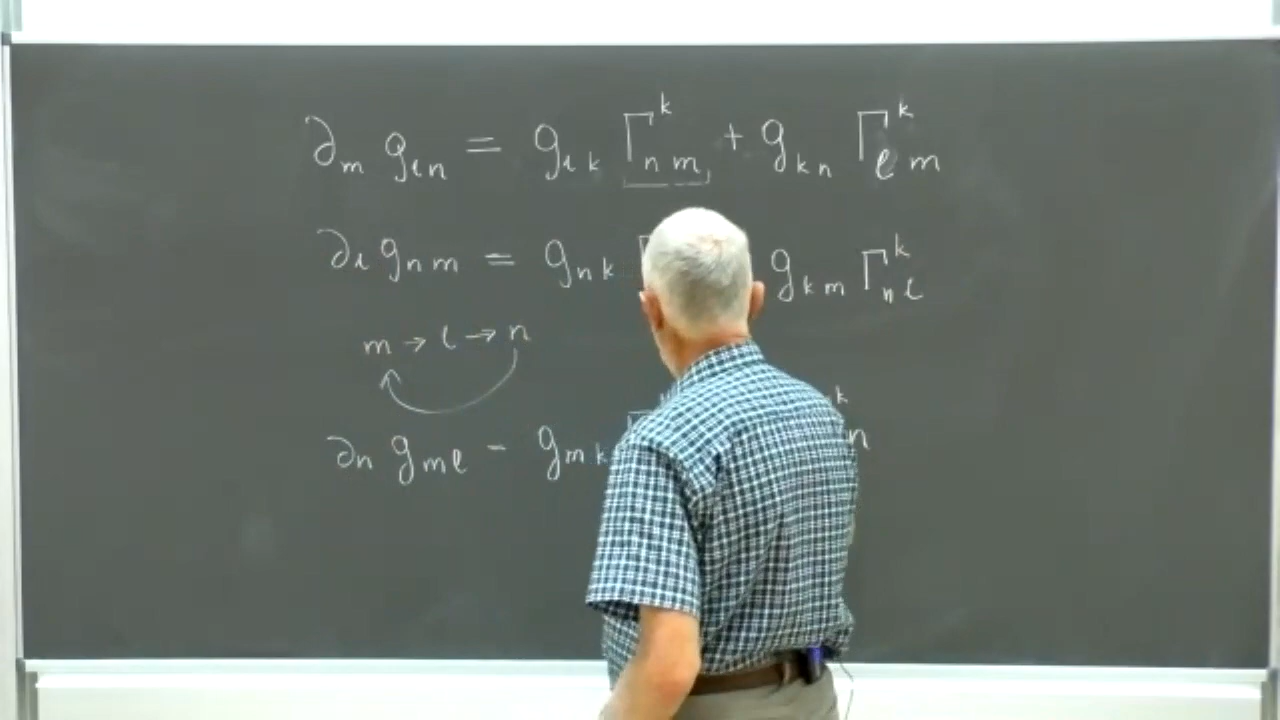 ∂ₘ gₗₙ = gₗₖ Γᵏₙₘ + gₖₙ Γᵏₗₘ
∂ₗ gₙₘ = gₙₖ gₖₘ Γᵏₙₗ
m → l → n
∂ₙ gₘₗ - gₘₖ k n